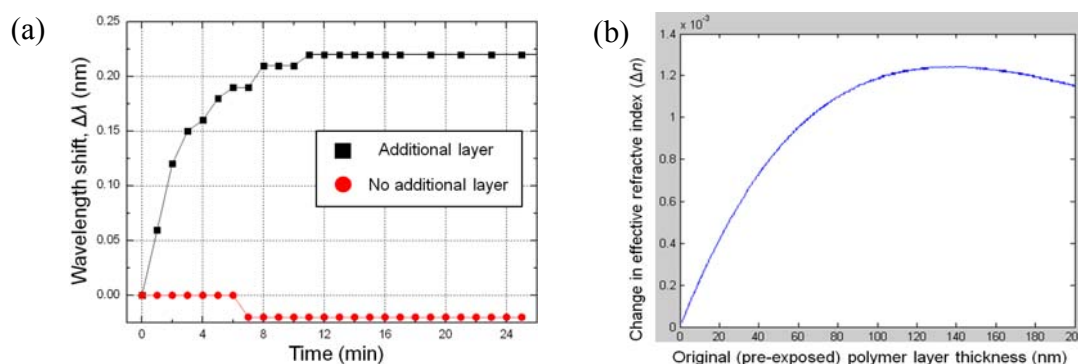 (a)
0.25
0.20
0.15
0.10
0.05
0.00
Wavelength shift, Δλ (nm)
Additional layer
No additional layer
0 4 8 12 16 20 24
Time (min)
(b)
x 10⁻³
1.4
1.2
1
0.8
0.6
0.4
0.2
0
Change in effective refractve index (Δn)
0 20 40 60 80 100 120 140 160 180 200
Original (pre-exposed) polymer layer thickness (nm)